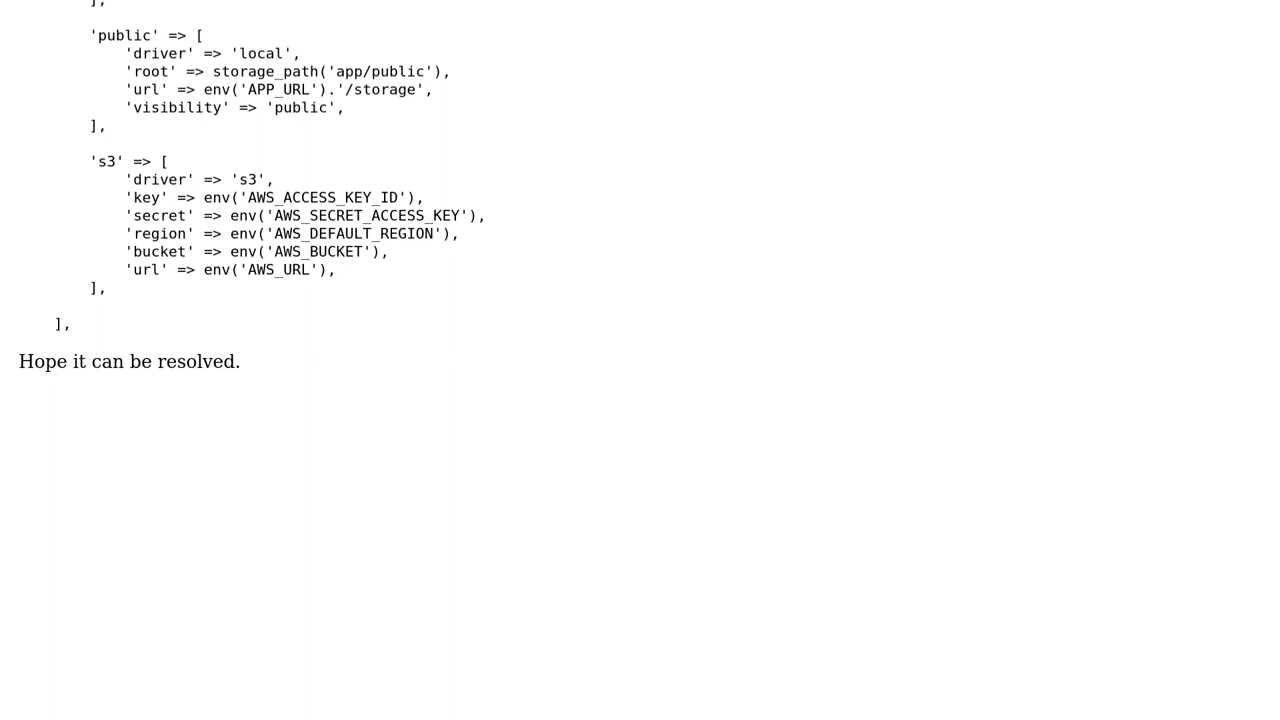 ],
'public' => [
'driver' => 'local',
'root' => storage_path('app/public'),
'url' => env('APP_URL').'/storage',
'visibility' => 'public',
],
's3' => [
'driver' => 's3',
'key' => env('AWS_ACCESS_KEY_ID'),
'secret' => env('AWS_SECRET_ACCESS_KEY'),
'region' => env('AWS_DEFAULT_REGION'),
'bucket' => env('AWS_BUCKET'),
'url' => env('AWS_URL'),
],
],
Hope it can be resolved.